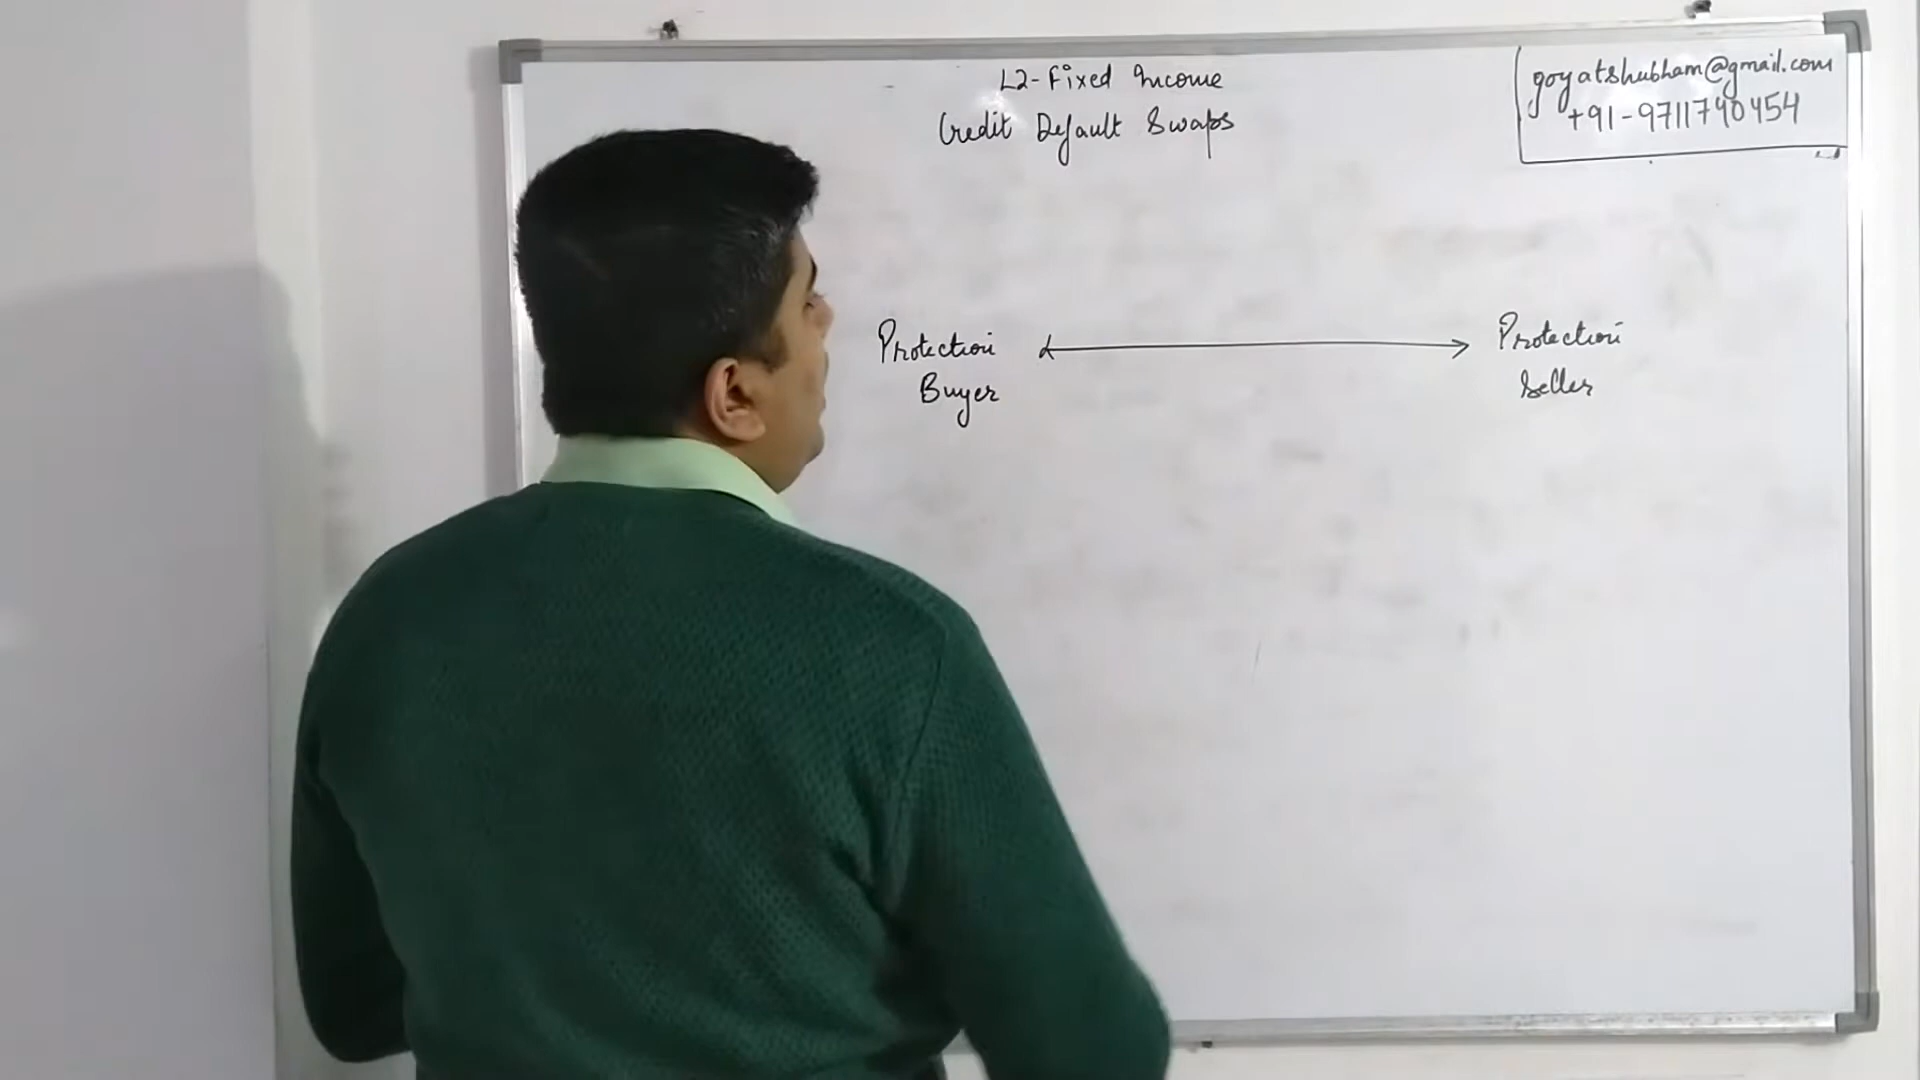 L2-Fixed Income
Credit Default Swaps
goyatshubham@gmail.com
+91-9711740454
Protection
Buyer
Protection
Seller